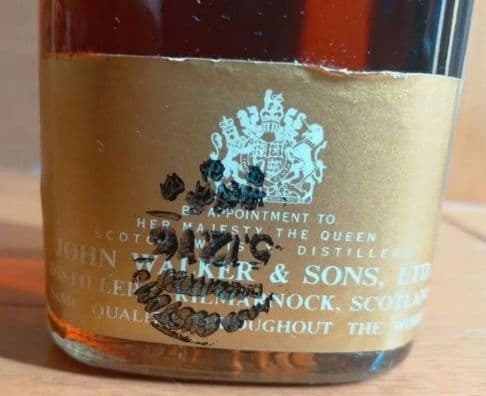 BY APPOINTMENT TO
HER MAJESTY THE QUEEN
SCOTCH WHISKY DISTILLERS
JOHN WALKER & SONS, LTD
DISTILLERS KILMARNOCK, SCOTLAND
QUALITY THROUGHOUT THE WORLD